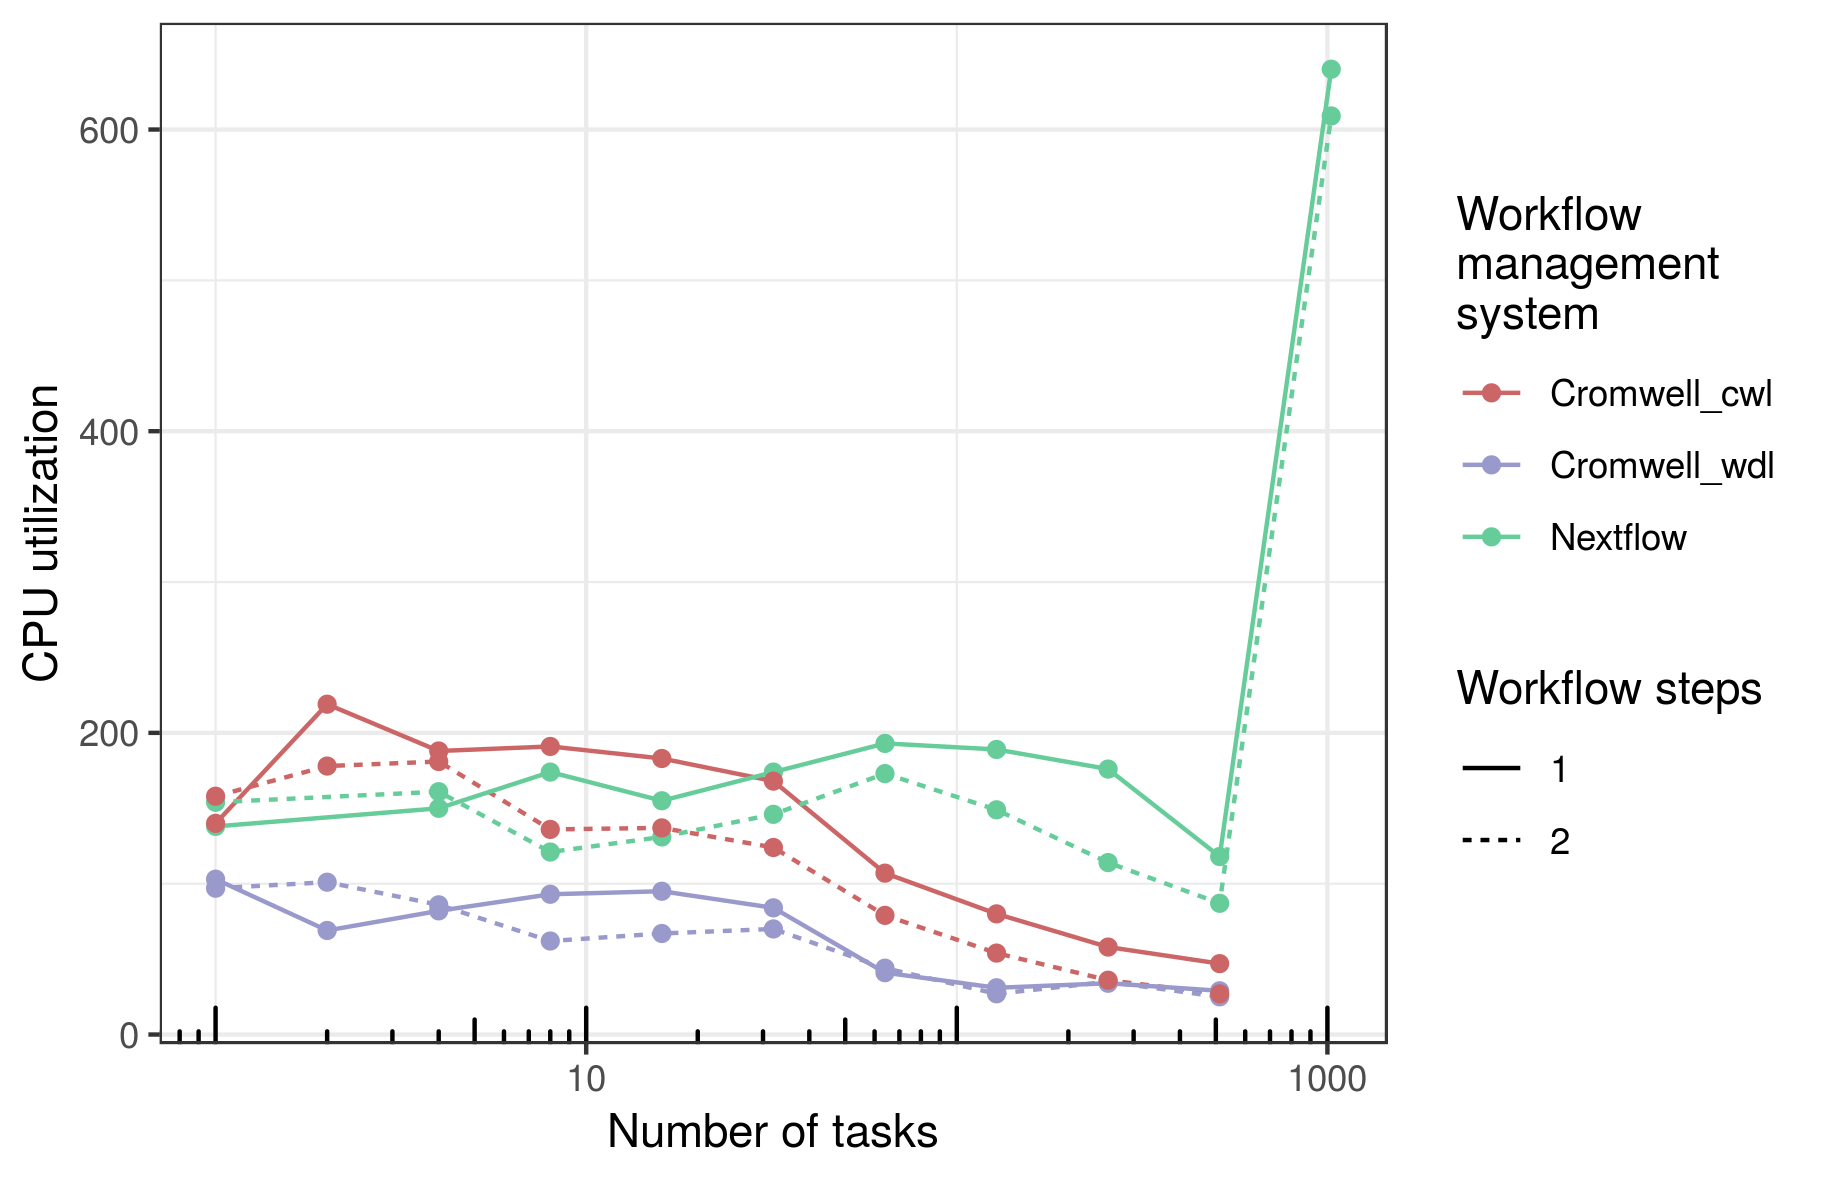 600
400
200
0
CPU utilization
10
1000
Number of tasks
Workflow
management
system
Cromwell_cwl
Cromwell_wdl
Nextflow
Workflow steps
1
2